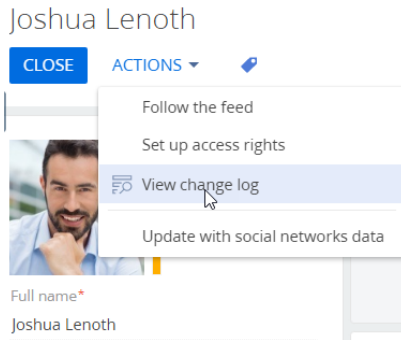 Joshua Lenoth
CLOSE
ACTIONS
Follow the feed
Set up access rights
View change log
Update with social networks data
Full name*
Joshua Lenoth